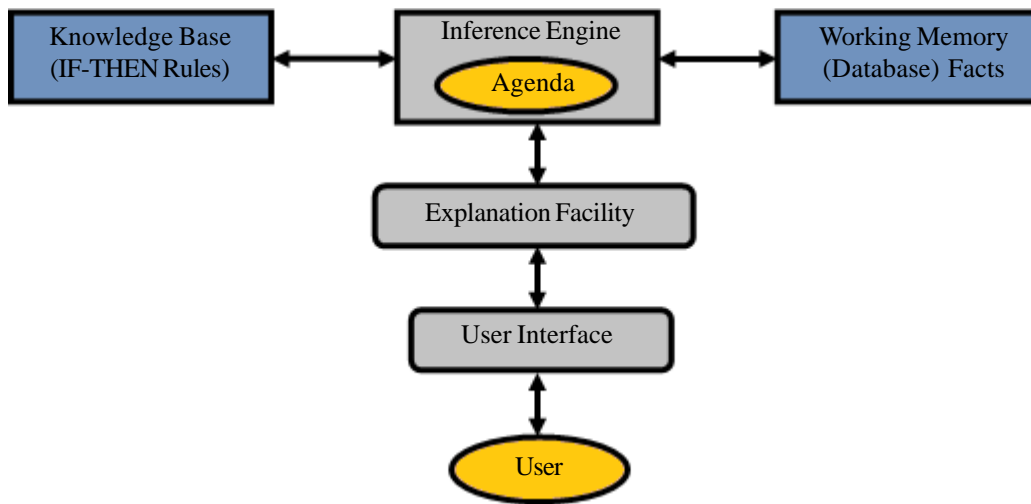 Knowledge Base
(IF-THEN Rules)
Inference Engine
Agenda
Working Memory
(Database) Facts
Explanation Facility
User Interface
User